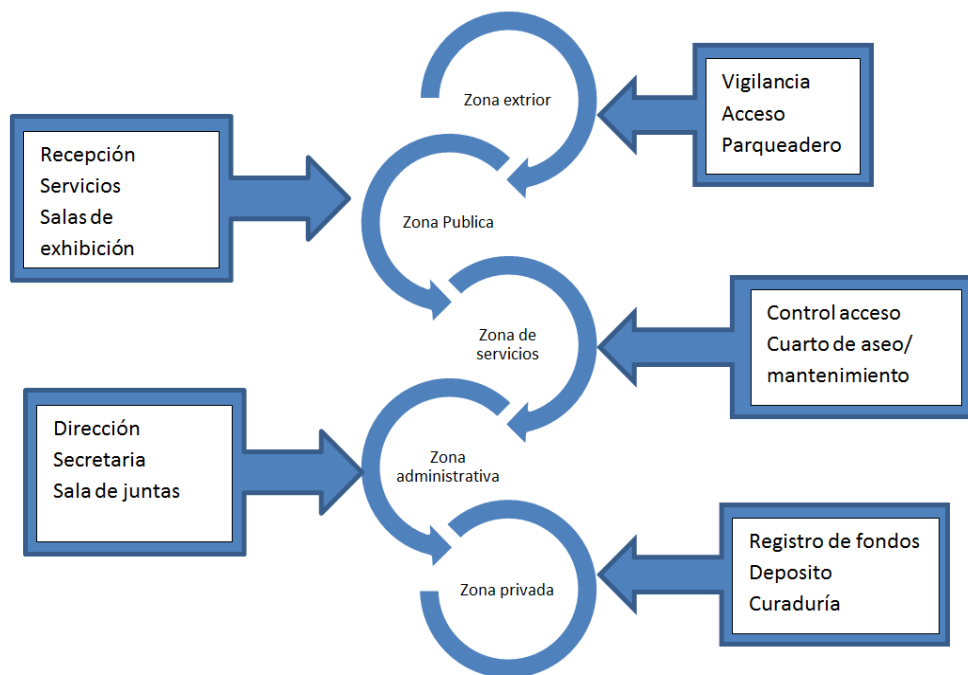 Zona extrior
Vigilancia
Acceso
Parqueadero
Recepción
Servicios
Salas de
exhibición
Zona Publica
Zona de
servicios
Control acceso
Cuarto de aseo/
mantenimiento
Dirección
Secretaria
Sala de juntas
Zona
administrativa
Zona privada
Registro de fondos
Deposito
Curaduría